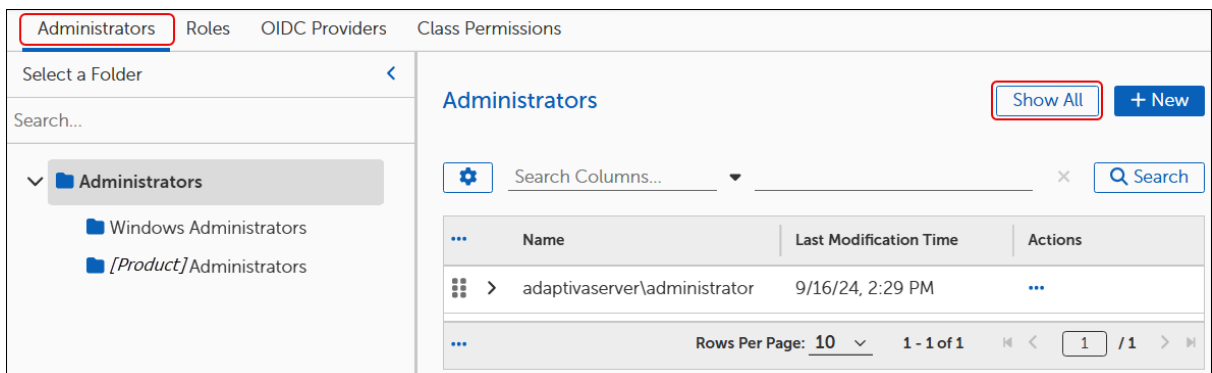 Administrators Roles OIDC Providers Class Permissions
Select a Folder
Search...
Administrators
Windows Administrators
[Product] Administrators
Administrators
Show All
+ New
Search Columns...
Search
Name Last Modification Time Actions
adaptivaserver\administrator 9/16/24, 2:29 PM
Rows Per Page: 10 1 - 1 of 1 1 / 1